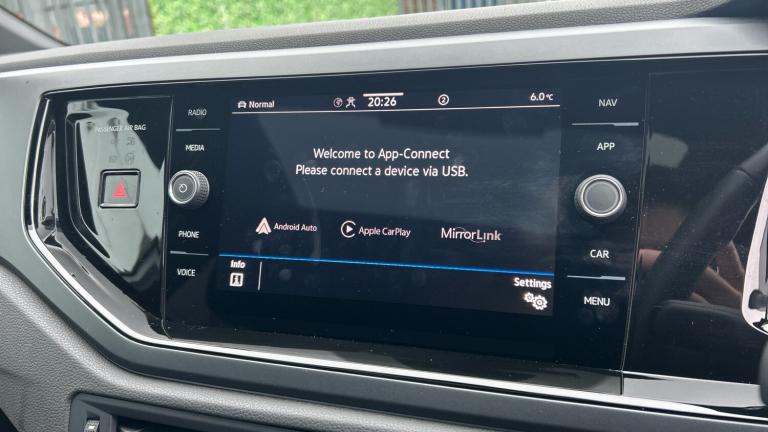 RADIO
MEDIA
PHONE
VOICE
PASSENGER AIR BAG
Normal
20:26
2
6.0 °C
Welcome to App-Connect
Please connect a device via USB.
Android Auto
Apple CarPlay
MirrorLink
Info
Settings
NAV
APP
CAR
MENU